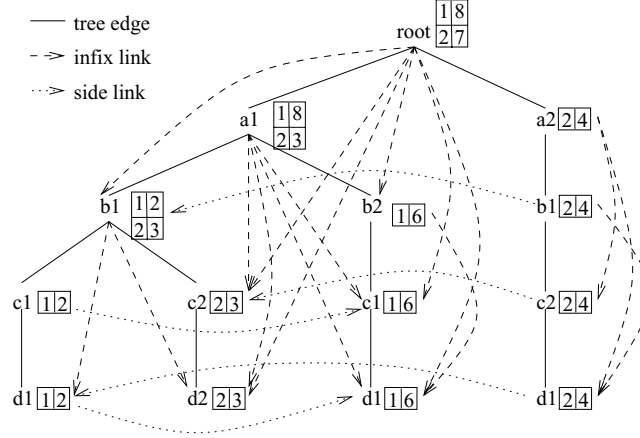 tree edge
infix link
side link
root 1 8
2 7
a1 1 8
2 3
a2 2 4
b1 1 2
2 3
b2 1 6
b1 2 4
c1 1 2
c2 2 3
c1 1 6
c2 2 4
d1 1 2
d2 2 3
d1 1 6
d1 2 4